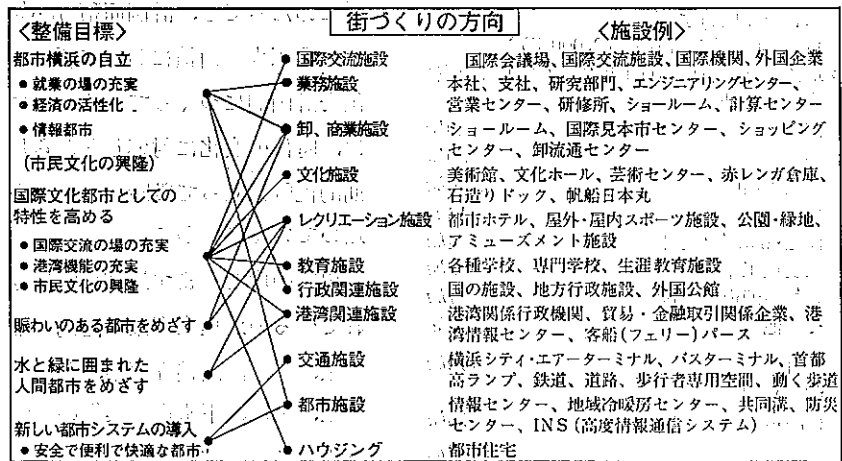 街づくりの方向
〈整備目標〉
都市横浜の自立
● 就業の場の充実
● 経済の活性化
● 情報都市
(市民文化の興隆)
国際文化都市としての
特性を高める
● 国際交流の場の充実
● 港湾機能の充実
● 市民文化の興隆
賑わいのある都市をめざす
水と緑に囲まれた
人間都市をめざす
新しい都市システムの導入
● 安全で便利で快適な都市
国際交流施設
業務施設
卸、商業施設
文化施設
レクリエーション施設
教育施設
行政関連施設
港湾関連施設
交通施設
都市施設
ハウジング
〈施設例〉
国際会議場、国際交流施設、国際機関、外国企業
本社、支社、研究部門、エンジニアリングセンター、
営業センター、研修所、ショールーム、計算センター
ショールーム、国際見本市センター、ショッピング
センター、卸流通センター
美術館、文化ホール、芸術センター、赤レンガ倉庫、
石造りドック、帆船日本丸
都市ホテル、屋外・屋内スポーツ施設、公園・緑地、
アミューズメント施設
各種学校、専門学校、生涯教育施設
国の施設、地方行政施設、外国公館
港湾関係行政機関、貿易・金融取引関係企業、港
湾情報センター、客船(フェリー)バース
横浜シティ・エアーターミナル、バスターミナル、首都
高ランプ、鉄道、道路、歩行者専用空間、動く歩道
情報センター、地域冷暖房センター、共同溝、防災
センター、INS(高度情報通信システム)
都市住宅